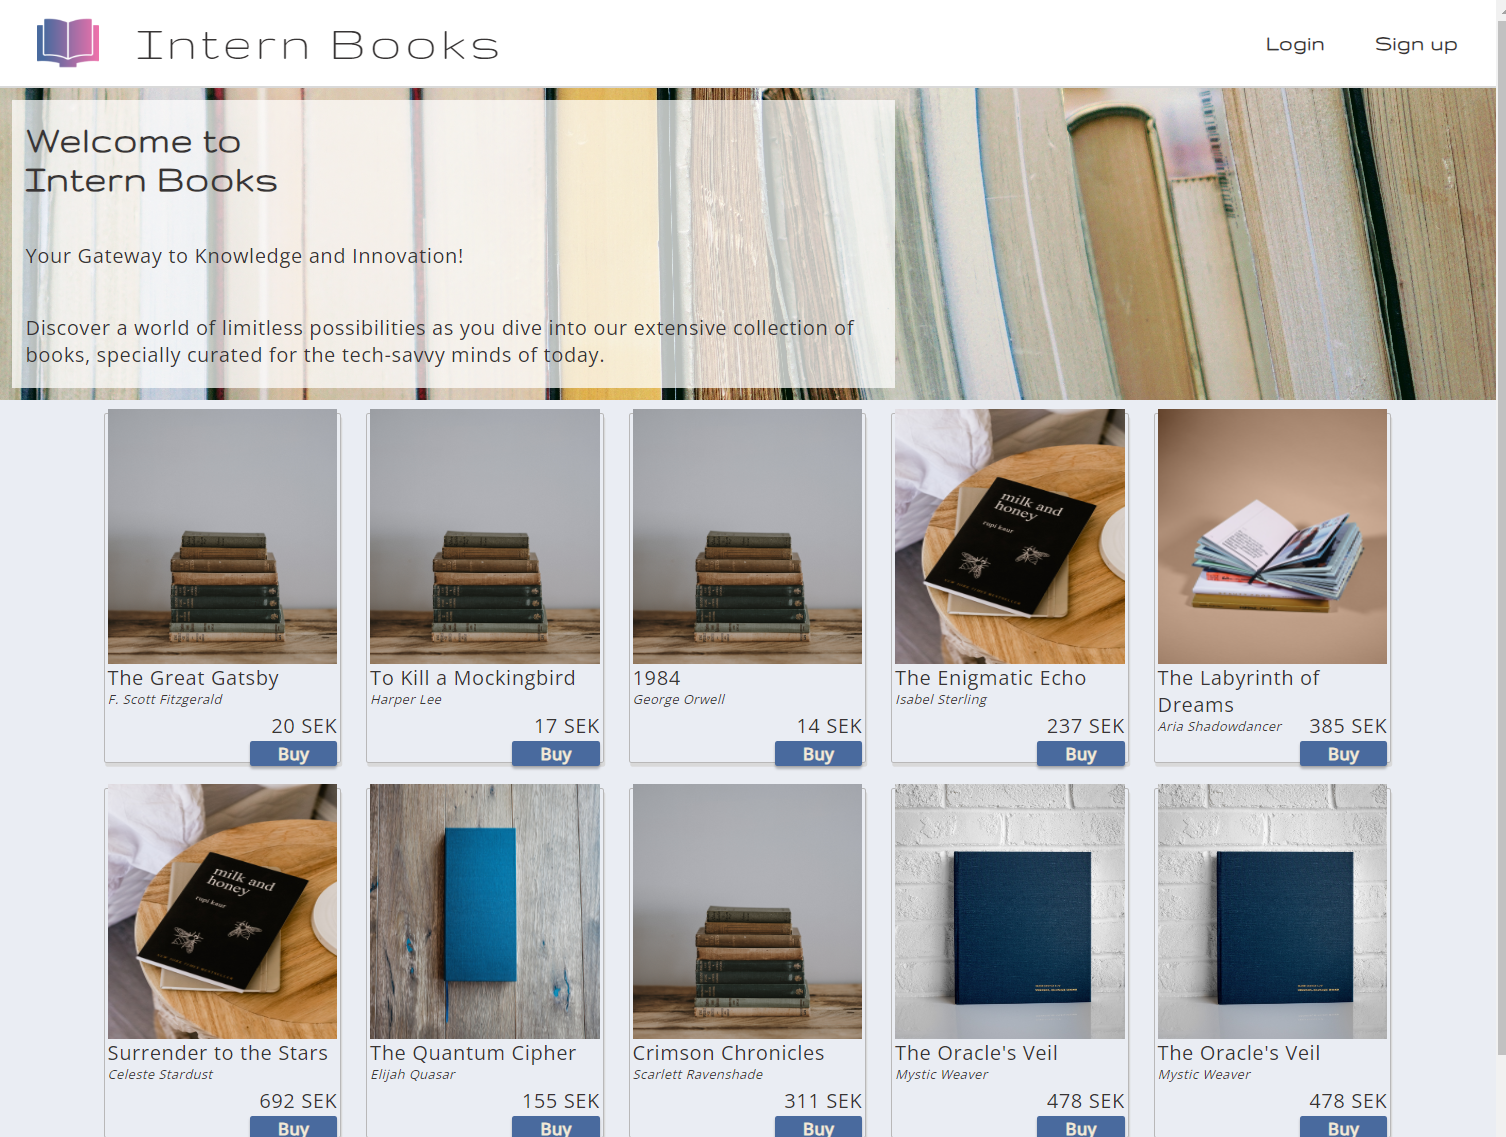 Intern Books
Login
Sign up
Welcome to
Intern Books
Your Gateway to Knowledge and Innovation!
Discover a world of limitless possibilities as you dive into our extensive collection of
books, specially curated for the tech-savvy minds of today.
milk and
honey
rupi kaur
The Great Gatsby
F. Scott Fitzgerald
20 SEK
Buy
To Kill a Mockingbird
Harper Lee
17 SEK
Buy
1984
George Orwell
14 SEK
Buy
The Enigmatic Echo
Isabel Sterling
237 SEK
Buy
The Labyrinth of
Dreams
Aria Shadowdancer
385 SEK
Buy
milk and
honey
rupi kaur
Surrender to the Stars
Celeste Stardust
692 SEK
Buy
The Quantum Cipher
Elijah Quasar
155 SEK
Buy
Crimson Chronicles
Scarlett Ravenshade
311 SEK
Buy
The Oracle's Veil
Mystic Weaver
478 SEK
Buy
The Oracle's Veil
Mystic Weaver
478 SEK
Buy